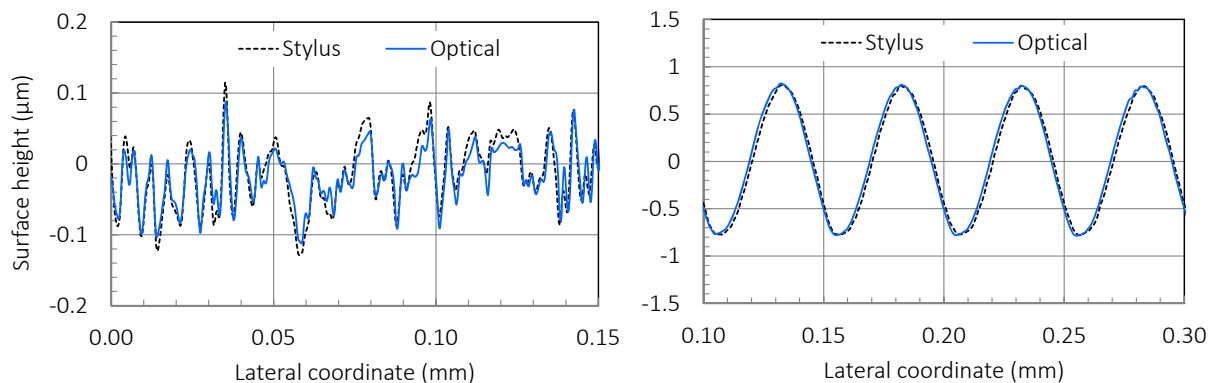 0.2
0.1
0
-0.1
-0.2
Surface height (µm)
Stylus Optical
0.00 0.05 0.10 0.15
Lateral coordinate (mm)
1.5
1
0.5
0
-0.5
-1
-1.5
Stylus Optical
0.10 0.15 0.20 0.25 0.30
Lateral coordinate (mm)